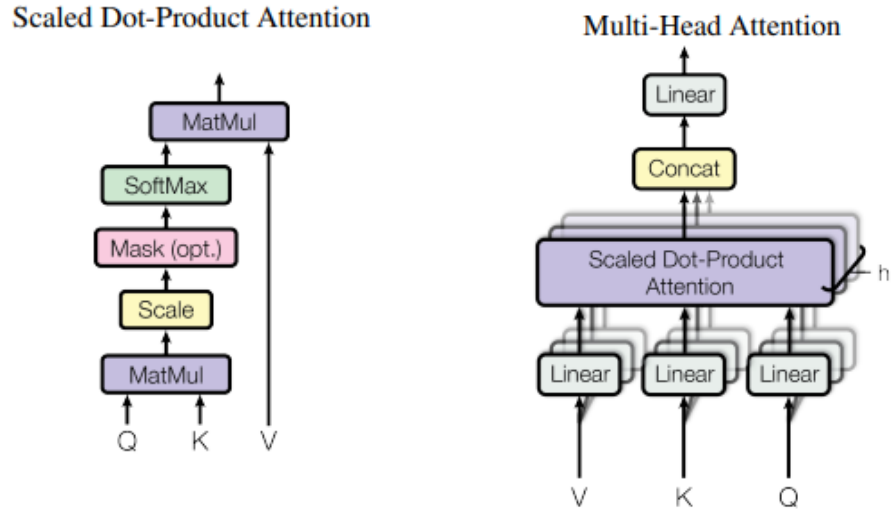 Scaled Dot-Product Attention
MatMul
SoftMax
Mask (opt.)
Scale
MatMul
Q K V
Multi-Head Attention
Linear
Concat
Scaled Dot-Product
Attention
h
Linear Linear Linear
V K Q